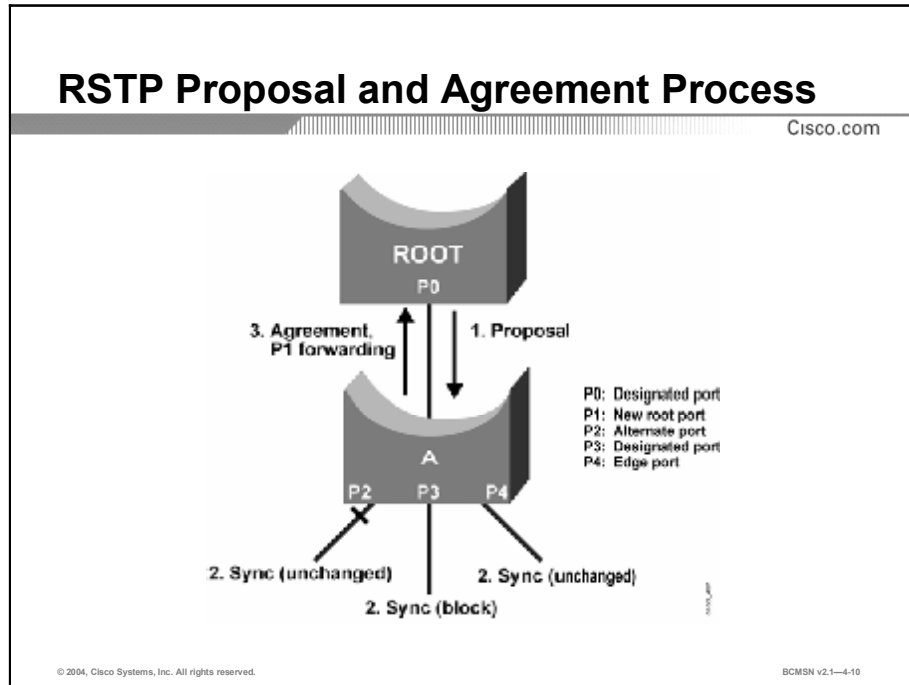 RSTP Proposal and Agreement Process
Cisco.com
ROOT
P0
3. Agreement,
P1 forwarding
1. Proposal
P0: Designated port
P1: New root port
P2: Alternate port
P3: Designated port
P4: Edge port
A
P2 P3 P4
2. Sync (unchanged)
2. Sync (unchanged)
2. Sync (block)
© 2004, Cisco Systems, Inc. All rights reserved.
BCMSN v2.1—4-10